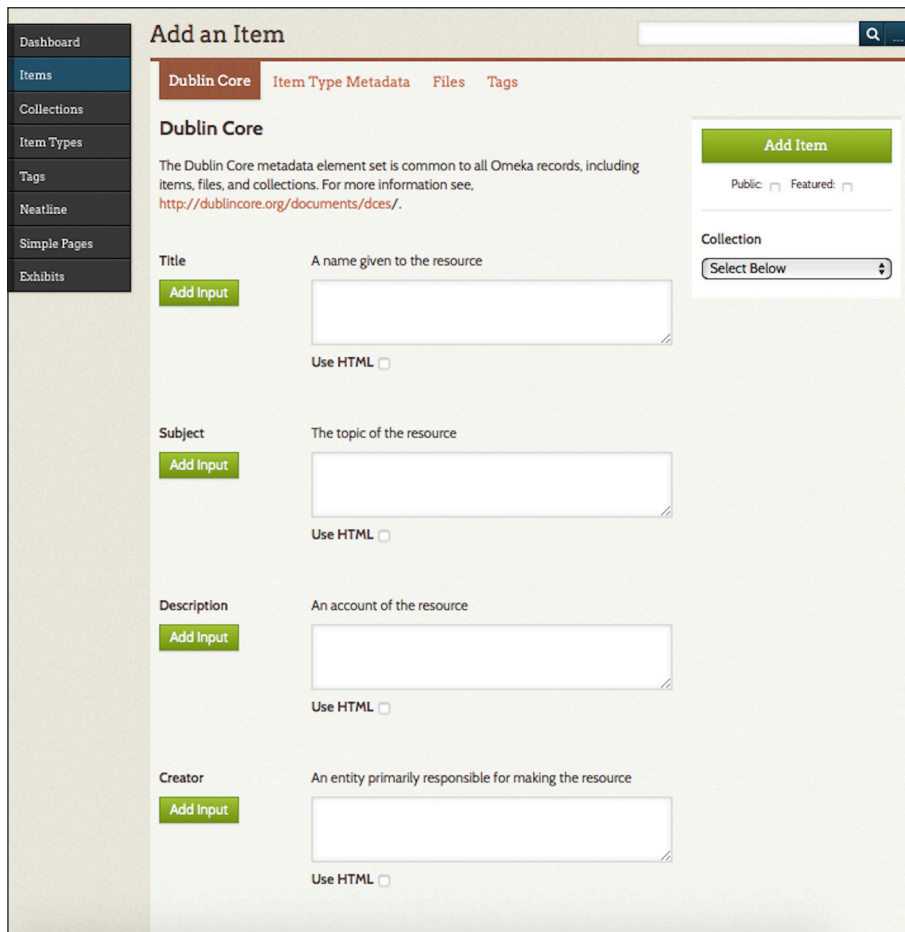 Add an Item
...
Dashboard
Items
Collections
Item Types
Tags
Neatline
Simple Pages
Exhibits
Dublin Core
Item Type Metadata
Files
Tags
Dublin Core
The Dublin Core metadata element set is common to all Omeka records, including
items, files, and collections. For more information see,
http://dublincore.org/documents/dces/.
Add Item
Public:
Featured:
Collection
Select Below
Title
A name given to the resource
Add Input
Use HTML
Subject
The topic of the resource
Add Input
Use HTML
Description
An account of the resource
Add Input
Use HTML
Creator
An entity primarily responsible for making the resource
Add Input
Use HTML